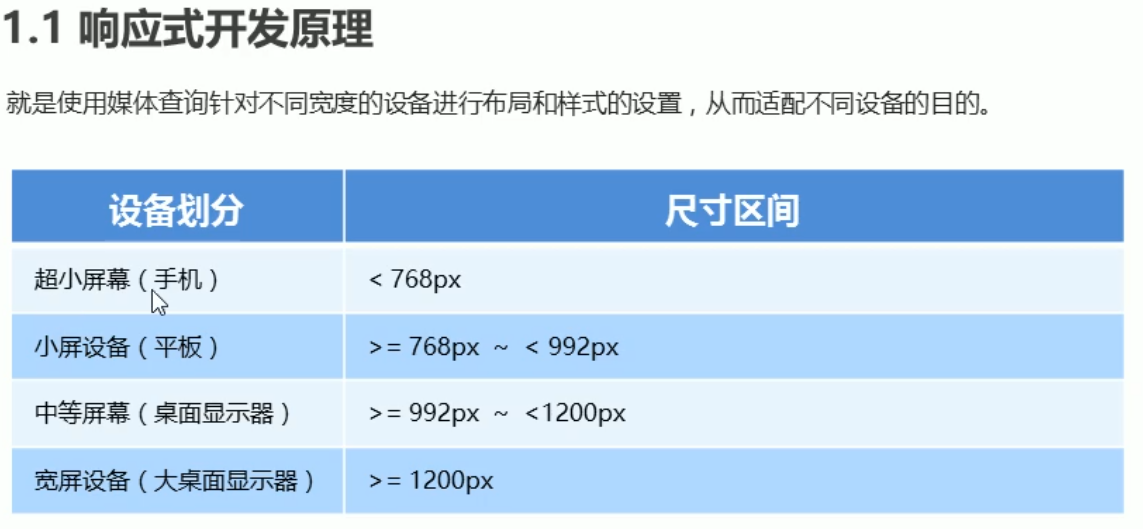 1.1 响应式开发原理
就是使用媒体查询针对不同宽度的设备进行布局和样式的设置，从而适配不同设备的目的。
设备划分 尺寸区间
超小屏幕（手机） < 768px
小屏设备（平板） >= 768px ~ < 992px
中等屏幕（桌面显示器） >= 992px ~ <1200px
宽屏设备（大桌面显示器） >= 1200px